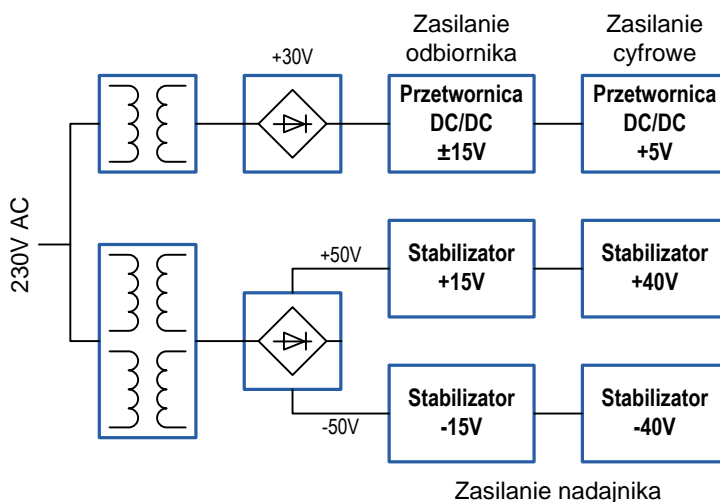 Zasilanie
odbiornika
Zasilanie
cyfrowe
+30V
Przetwornica
DC/DC
±15V
Przetwornica
DC/DC
+5V
230V AC
+50V
Stabilizator
+15V
Stabilizator
+40V
-50V
Stabilizator
-15V
Stabilizator
-40V
Zasilanie nadajnika